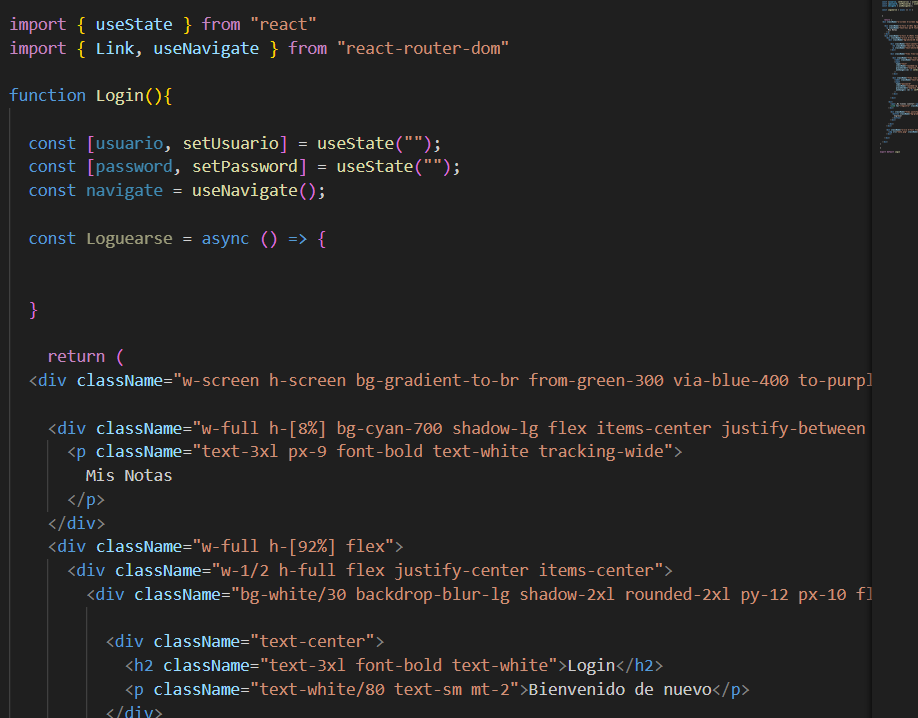 import { useState } from "react"
import { Link, useNavigate } from "react-router-dom"
function Login(){
const [usuario, setUsuario] = useState("");
const [password, setPassword] = useState("");
const navigate = useNavigate();
const Loguearse = async () => {
}
return (
<div className="w-screen h-screen bg-gradient-to-br from-green-300 via-blue-400 to-purpl
<div className="w-full h-[8%] bg-cyan-700 shadow-lg flex items-center justify-between
<p className="text-3xl px-9 font-bold text-white tracking-wide">
Mis Notas
</p>
</div>
<div className="w-full h-[92%] flex">
<div className="w-1/2 h-full flex justify-center items-center">
<div className="bg-white/30 backdrop-blur-lg shadow-2xl rounded-2xl py-12 px-10 fl
<div className="text-center">
<h2 className="text-3xl font-bold text-white">Login</h2>
<p className="text-white/80 text-sm mt-2">Bienvenido de nuevo</p>
</div>